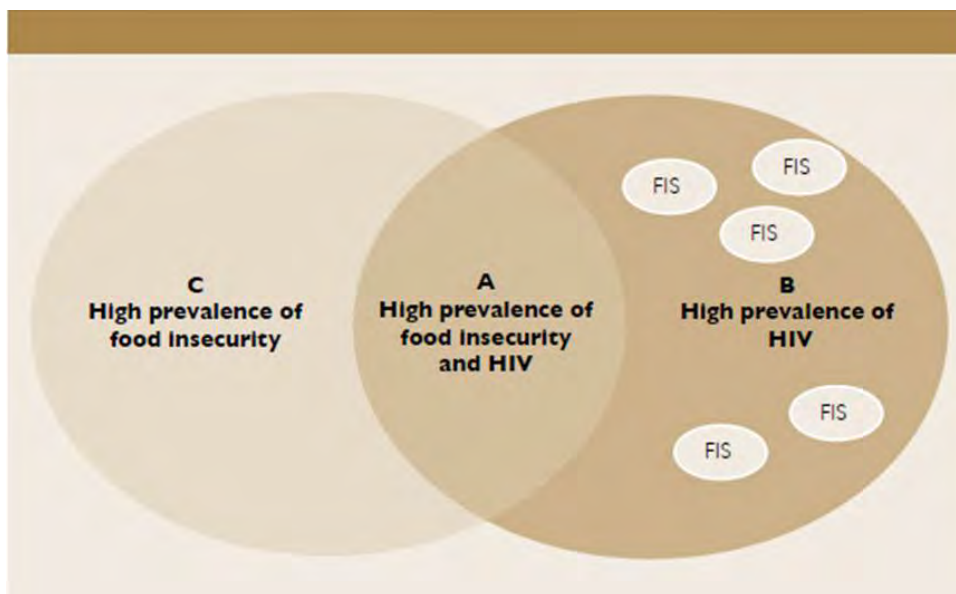 FIS
FIS
FIS
C
High prevalence of
food insecurity
A
High prevalence of
food insecurity
and HIV
B
High prevalence of
HIV
FIS
FIS